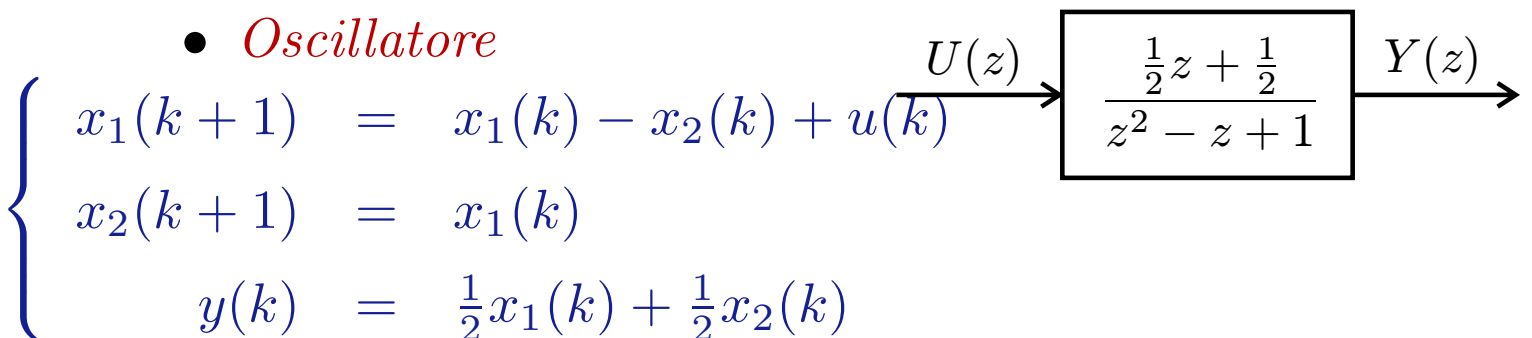 • Oscillatore
x₁(k + 1) = x₁(k) − x₂(k) + u(k)
x₂(k + 1) = x₁(k)
y(k) = ½x₁(k) + ½x₂(k)
U(z)
½z + ½
z² − z + 1
Y(z)